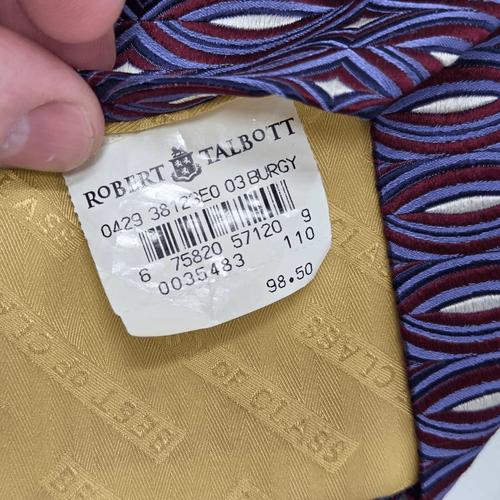 ROBERT TALBOTT
0429 38123E0 03 BURGY
6 75820 57120 9
0035483 110
98.50
BEST OF CLASS
OF CLASS